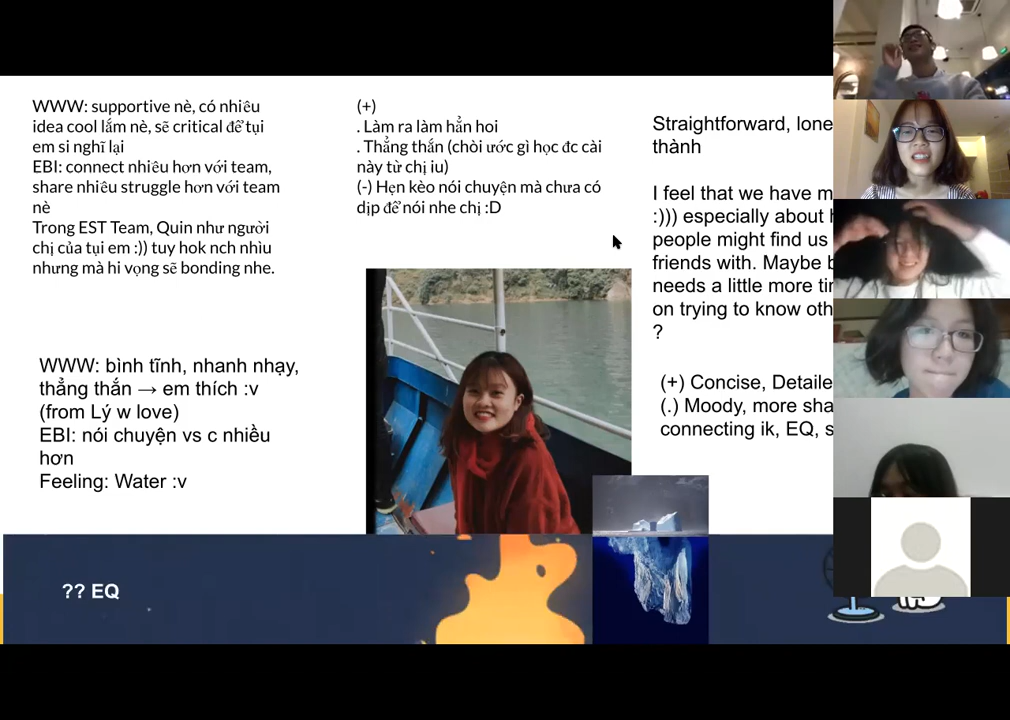 WWW: supportive nè, có nhiêu
idea cool lắm nè, sẽ critical để tụi
em si nghĩ lại
EBI: connect nhiêu hơn với team,
share nhiêu struggle hơn với team
nè
Trong EST Team, Quin như người
chị của tụi em :)) tuy hok nch nhìu
nhưng mà hi vọng sẽ bonding nhe.
WWW: bình tĩnh, nhanh nhạy,
thẳng thắn → em thích :v
(from Lý w love)
EBI: nói chuyện vs c nhiều
hơn
Feeling: Water :v
(+)
. Làm ra làm hẳn hoi
. Thẳng thắn (chòi ước gì học đc cài
này từ chị iu)
(-) Hẹn kèo nói chuyện mà chưa có
dịp để nói nhe chị :D
Straightforward, lone
thành
I feel that we have m
:))) especially about
people might find us
friends with. Maybe b
needs a little more tir
on trying to know oth
?
(+) Concise, Detaile
(.) Moody, more sha
connecting ik, EQ, s
?? EQ